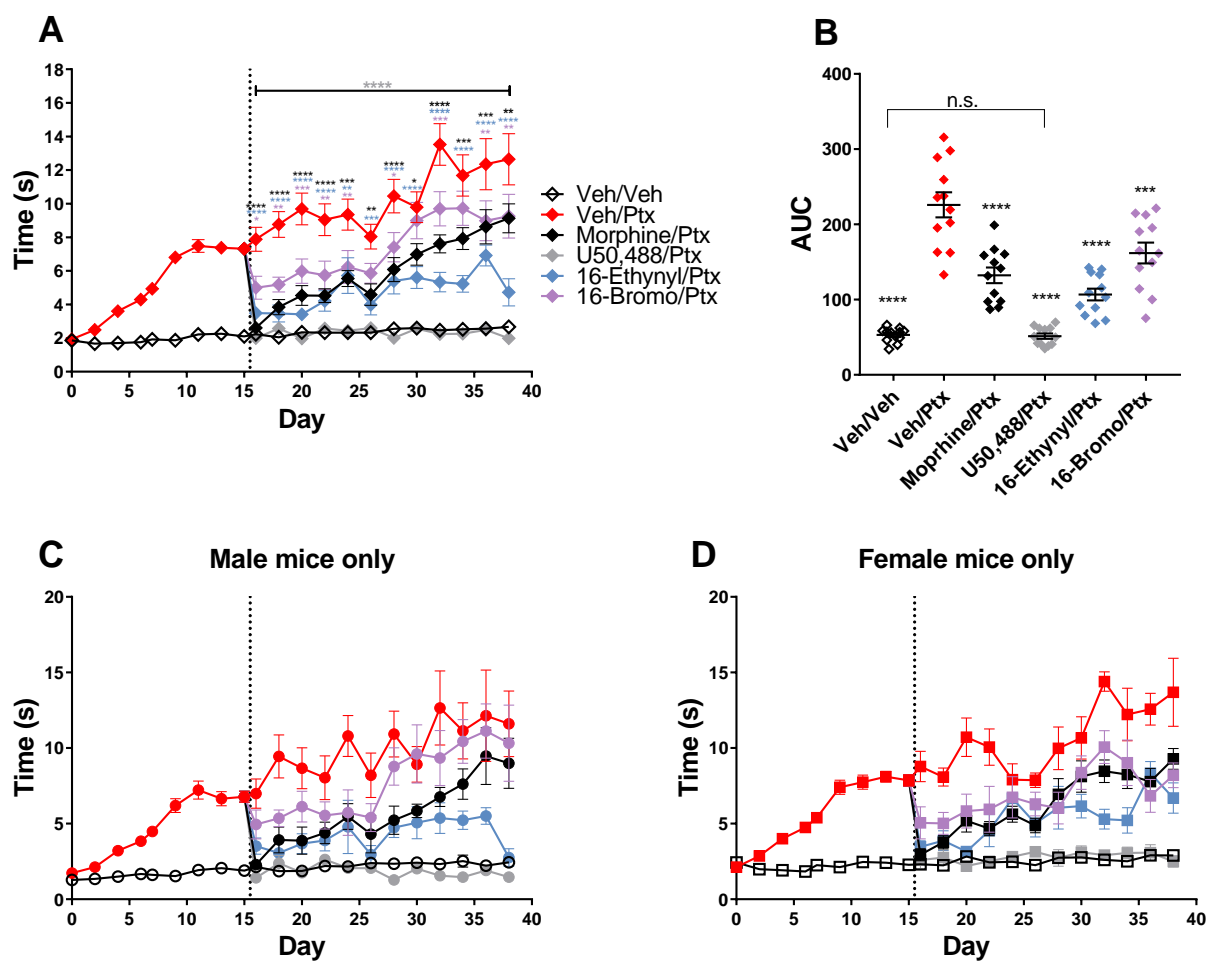 A
Time (s)
18
16
14
12
10
8
6
4
2
0
0 5 10 15 20 25 30 35 40
Day
****
**** **** **** **** *** ** **** * **** *** *** **
**** **** **** **** ** *** **** **** **** **** **** ****
* ** *** ** ** * *** ** **
Veh/Veh
Veh/Ptx
Morphine/Ptx
U50,488/Ptx
16-Ethynyl/Ptx
16-Bromo/Ptx
B
AUC
400
300
200
100
0
n.s.
**** **** **** **** ***
Veh/Veh
Veh/Ptx
Moprhine/Ptx
U50,488/Ptx
16-Ethynyl/Ptx
16-Bromo/Ptx
C
Male mice only
Time (s)
20
15
10
5
0
0 5 10 15 20 25 30 35 40
Day
D
Female mice only
Time (s)
20
15
10
5
0
0 5 10 15 20 25 30 35 40
Day